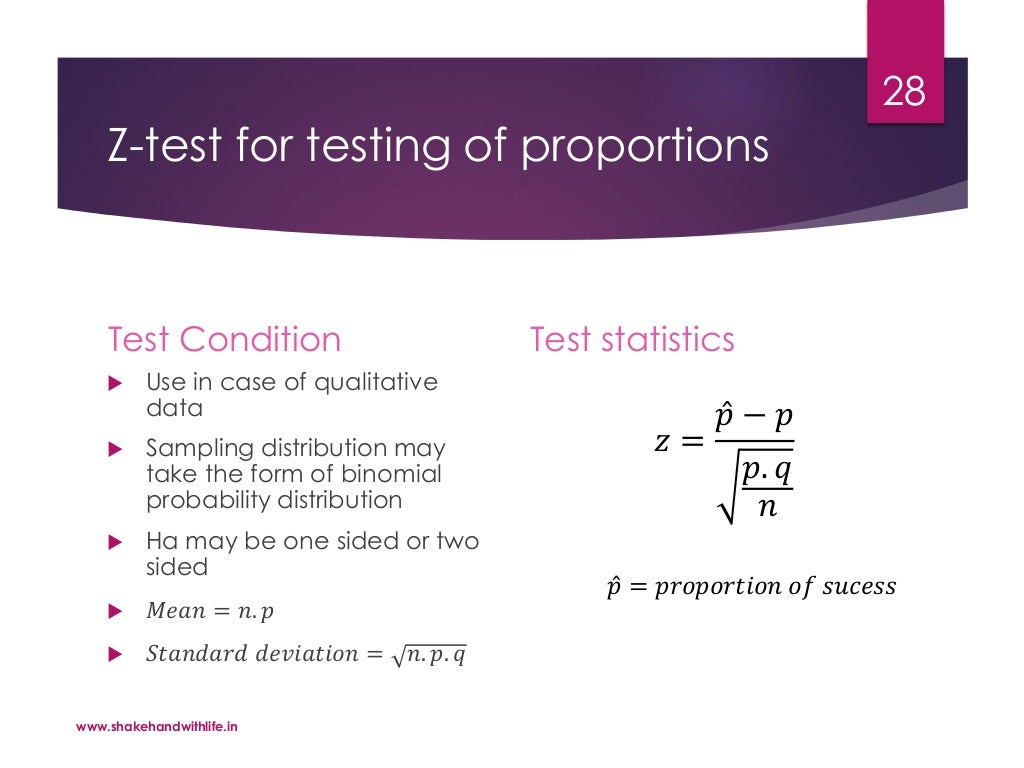 28
Z-test for testing of proportions
Test Condition
Use in case of qualitative
data
Sampling distribution may
take the form of binomial
probability distribution
Ha may be one sided or two
sided
Mean = n.p
Standard deviation = √n.p.q
Test statistics
z = (p̂ − p) / √(p.q / n)
p̂ = proportion of sucess
www.shakehandwithlife.in